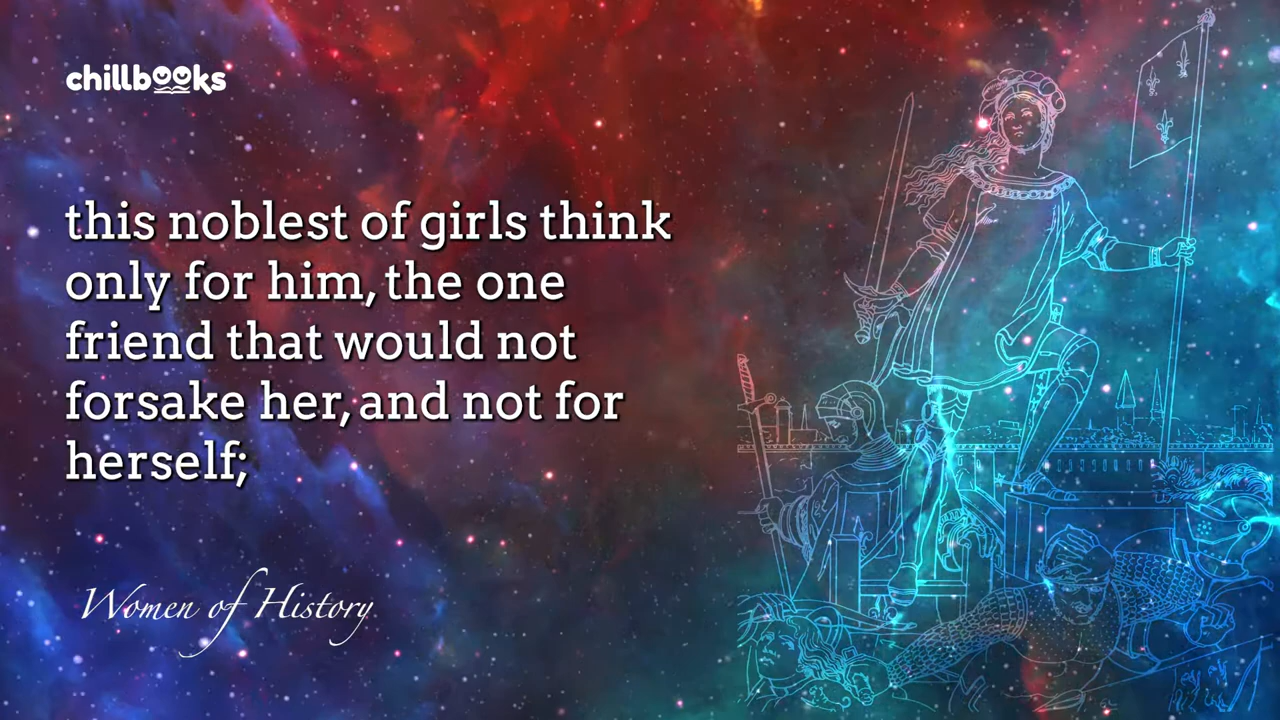 chillbooks
this noblest of girls think
only for him, the one
friend that would not
forsake her, and not for
herself;
Women of History